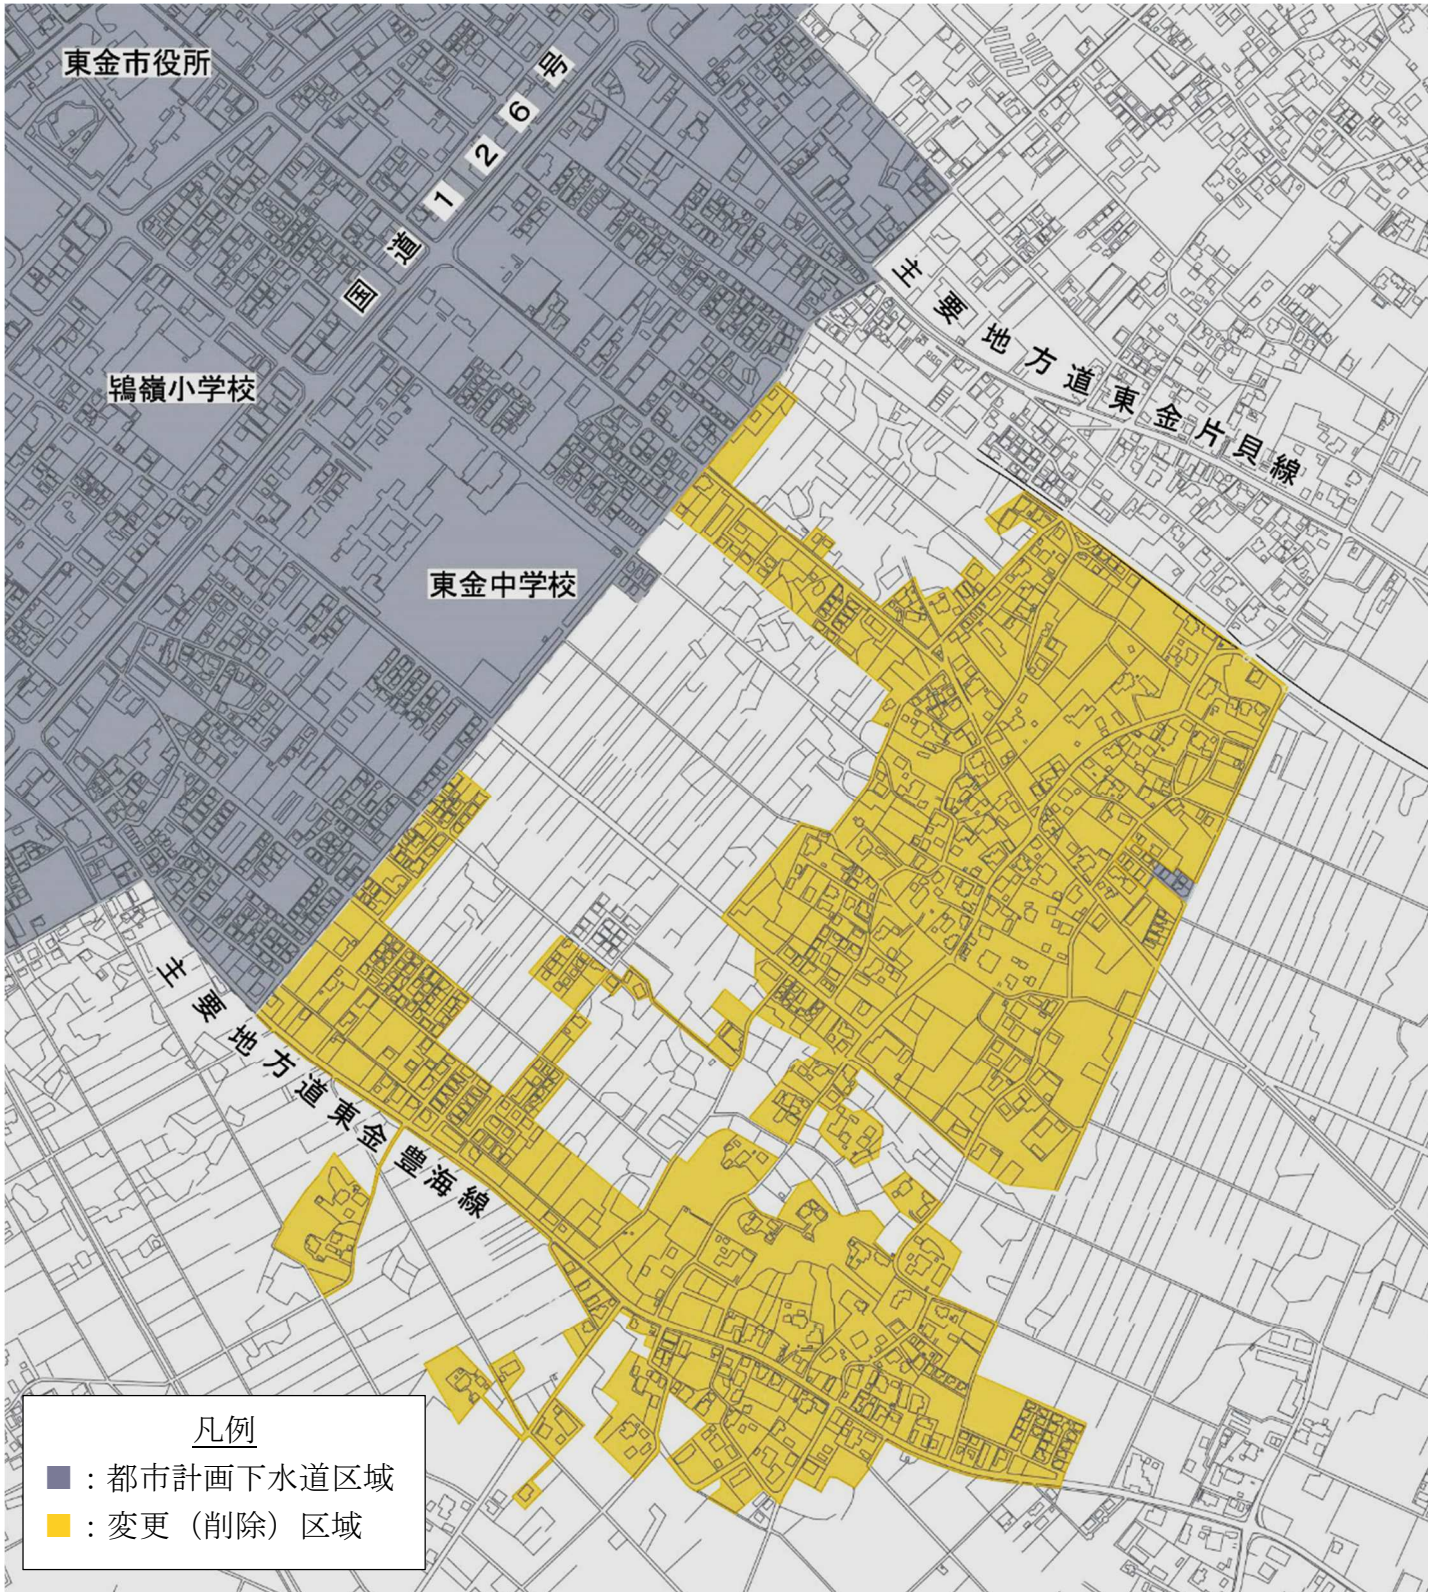 東金市役所
国道126号
鴇嶺小学校
主要地方道東金片貝線
東金中学校
主要地方道東金豊海線
凡例
■：都市計画下水道区域
■：変更（削除）区域